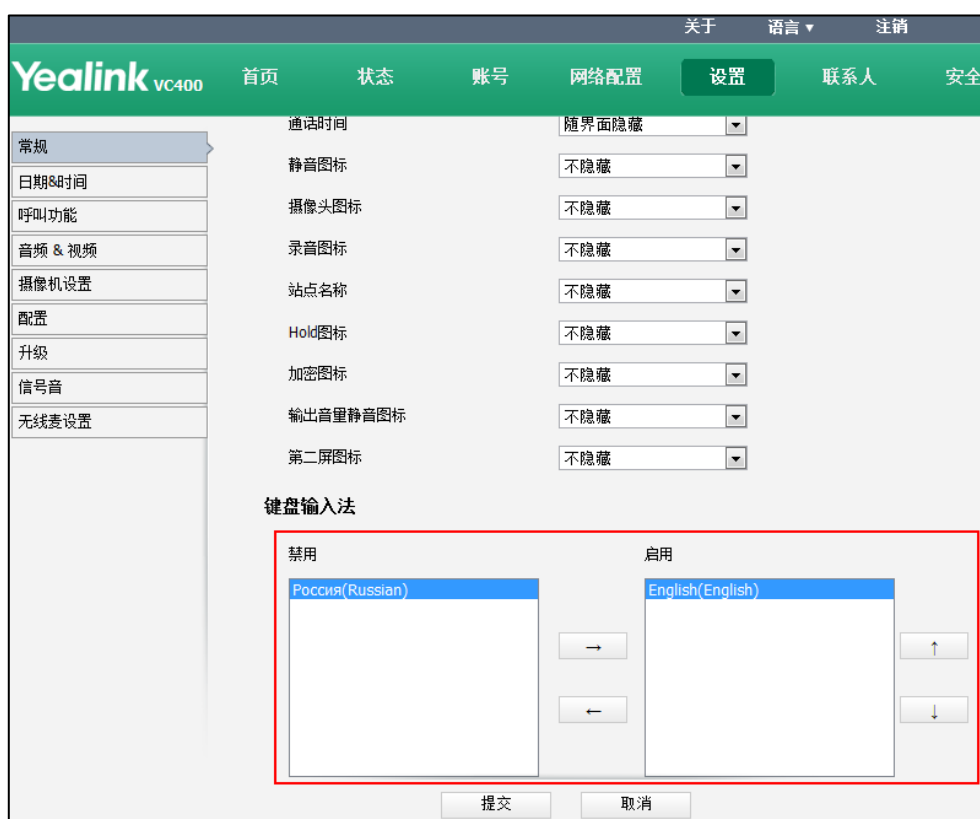 关于 语言 ▼ 注销
Yealink VC400 首页 状态 账号 网络配置 设置 联系人 安全
常规
日期&时间
呼叫功能
音频 & 视频
摄像机设置
配置
升级
信号音
无线麦设置
通话时间 随界面隐藏
静音图标 不隐藏
摄像头图标 不隐藏
录音图标 不隐藏
站点名称 不隐藏
Hold图标 不隐藏
加密图标 不隐藏
输出音量静音图标 不隐藏
第二屏图标 不隐藏
键盘输入法
禁用 启用
Россия(Russian) English(English)
→ ↑
← ↓
提交 取消